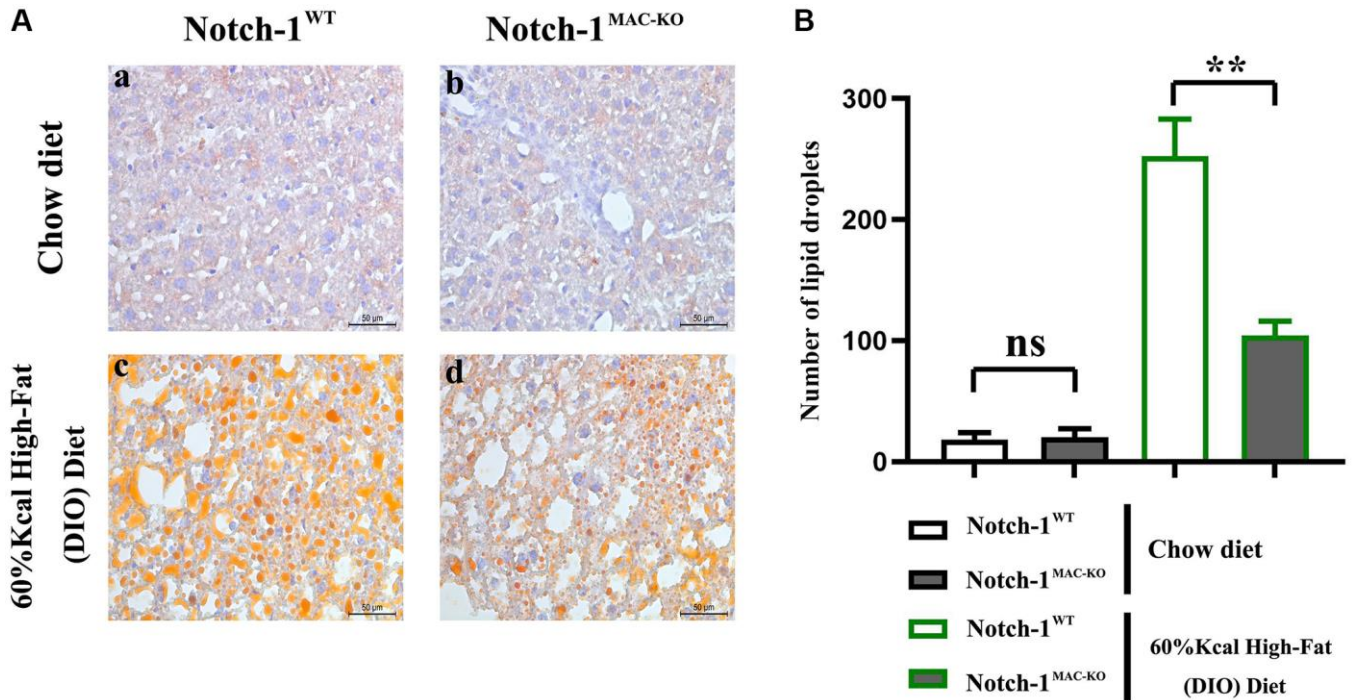 A
Notch-1WT
Notch-1MAC-KO
Chow diet
a
50 μm
b
50 μm
60%Kcal High-Fat
(DIO) Diet
c
50 μm
d
50 μm
B
Number of lipid droplets
300
200
100
0
ns
**
Notch-1WT
Notch-1MAC-KO
Chow diet
Notch-1WT
Notch-1MAC-KO
60%Kcal High-Fat
(DIO) Diet